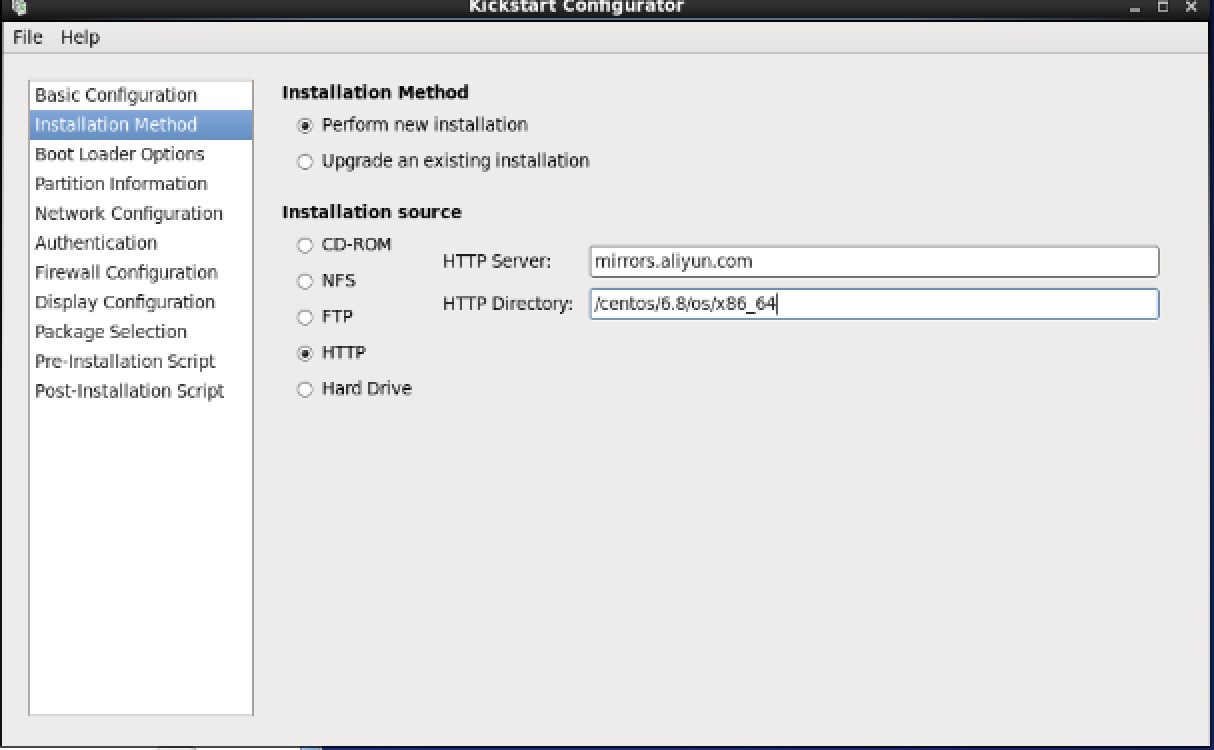 Kickstart Configurator
File Help
Basic Configuration
Installation Method
Boot Loader Options
Partition Information
Network Configuration
Authentication
Firewall Configuration
Display Configuration
Package Selection
Pre-Installation Script
Post-Installation Script
Installation Method
Perform new installation
Upgrade an existing installation
Installation source
CD-ROM
NFS
FTP
HTTP
Hard Drive
HTTP Server: mirrors.aliyun.com
HTTP Directory: /centos/6.8/os/x86_64